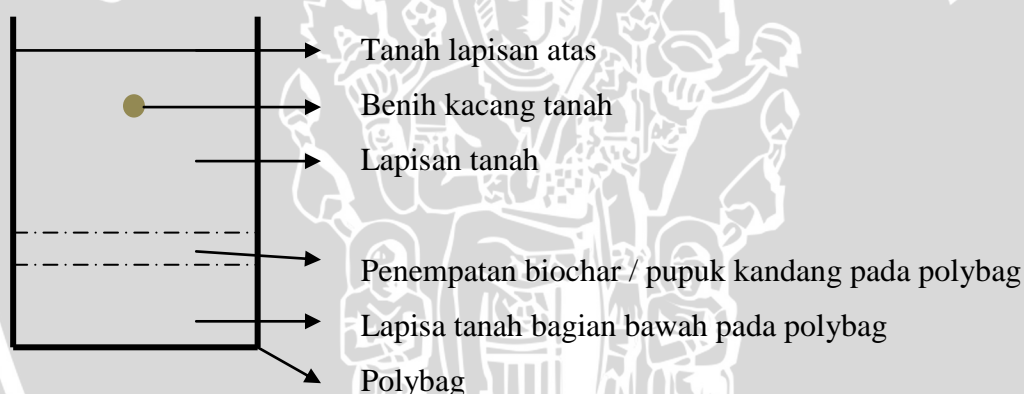 Tanah lapisan atas
Benih kacang tanah
Lapisan tanah
Penempatan biochar / pupuk kandang pada polybag
Lapisa tanah bagian bawah pada polybag
Polybag